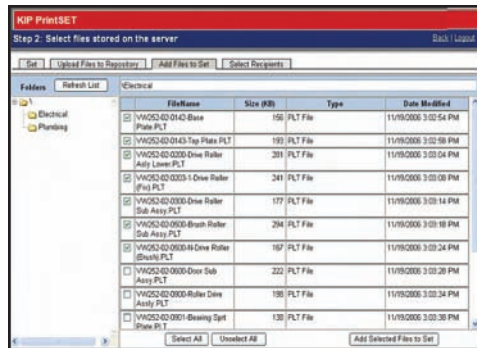 KIP PrintSET
Step 2: Select files stored on the server
Back | Logout
Set
Upload Files to Repository
Add Files to Set
Select Recipients
Folders
Refresh List
\Electrical
\
Electrical
Plumbing
FileName Size (KB) Type Date Modified
VW252-02-0142-Base
Plate.PLT
156 PLT File 11/19/2006 3:02:54 PM
VW252-02-0143-Top Plate.PLT 193 PLT File 11/19/2006 3:02:58 PM
VW252-02-0200-Drive Roller
Asly Lower.PLT
281 PLT File 11/19/2006 3:03:04 PM
VW252-02-0203-1-Drive Roller
(Fix).PLT
241 PLT File 11/19/2006 3:03:08 PM
VW252-02-0300-Drive Roller
Sub Assy.PLT
177 PLT File 11/19/2006 3:03:14 PM
VW252-02-0500-Brush Roller
Sub Assy.PLT
294 PLT File 11/19/2006 3:03:18 PM
VW252-02-0500-N-Drive Roller
(Brush).PLT
167 PLT File 11/19/2006 3:03:24 PM
VW252-02-0600-Door Sub
Assy.PLT
222 PLT File 11/19/2006 3:03:28 PM
VW252-02-0900-Roller Drive
Assly.PLT
198 PLT File 11/19/2006 3:03:34 PM
VW252-02-0901-Bearing Sprt
Plate.PLT
138 PLT File 11/19/2006 3:03:38 PM
Select All
Unselect All
Add Selected Files to Set